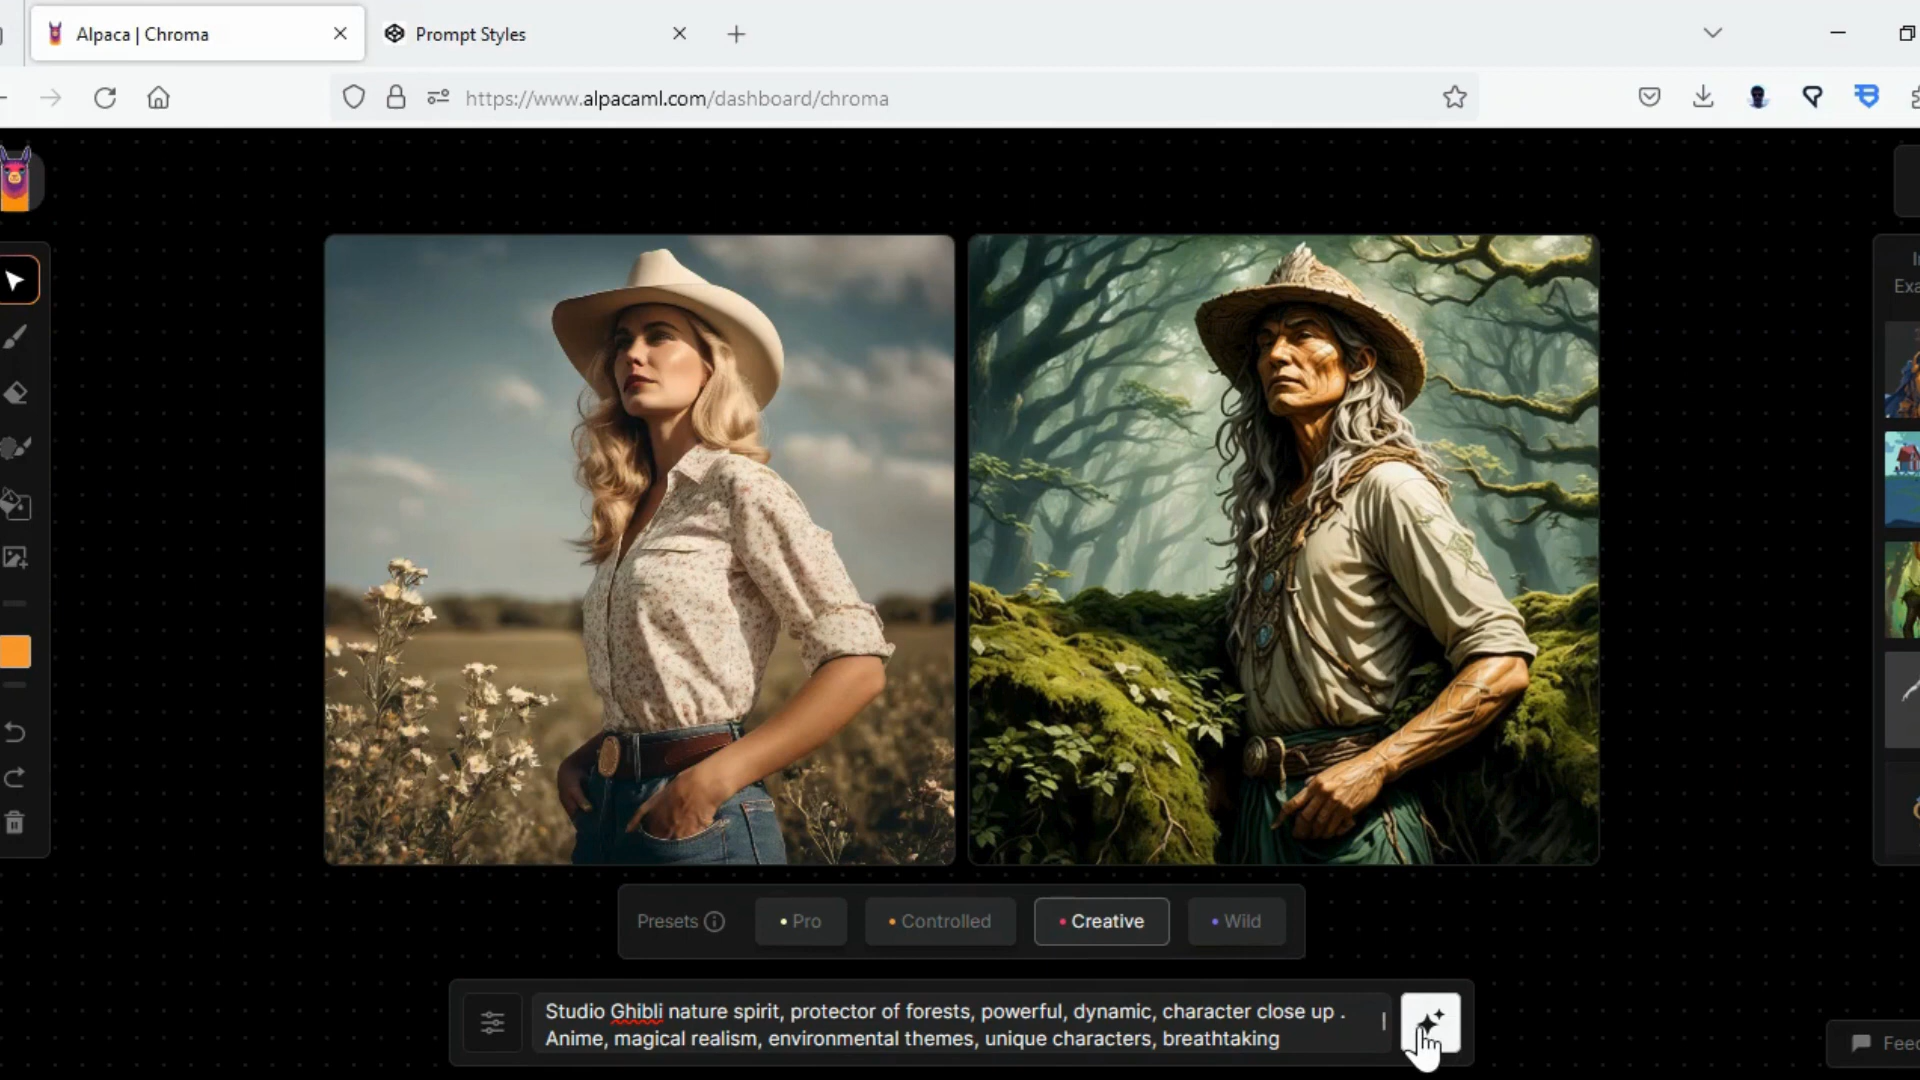 Alpaca | Chroma
Prompt Styles
https://www.alpacaml.com/dashboard/chroma
Presets
Pro
Controlled
Creative
Wild
Studio Ghibli nature spirit, protector of forests, powerful, dynamic, character close up .
Anime, magical realism, environmental themes, unique characters, breathtaking